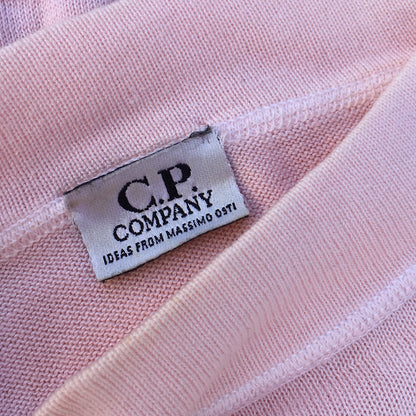 C.P.
COMPANY
IDEAS FROM MASSIMO OSTI